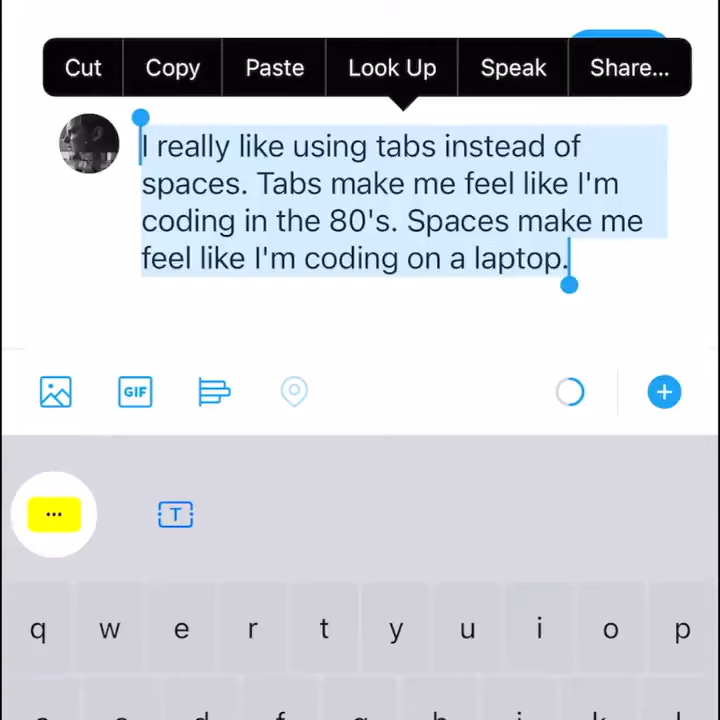 Cut Copy Paste Look Up Speak Share...
I really like using tabs instead of
spaces. Tabs make me feel like I'm
coding in the 80's. Spaces make me
feel like I'm coding on a laptop.
GIF
... T
q w e r t y u i o p